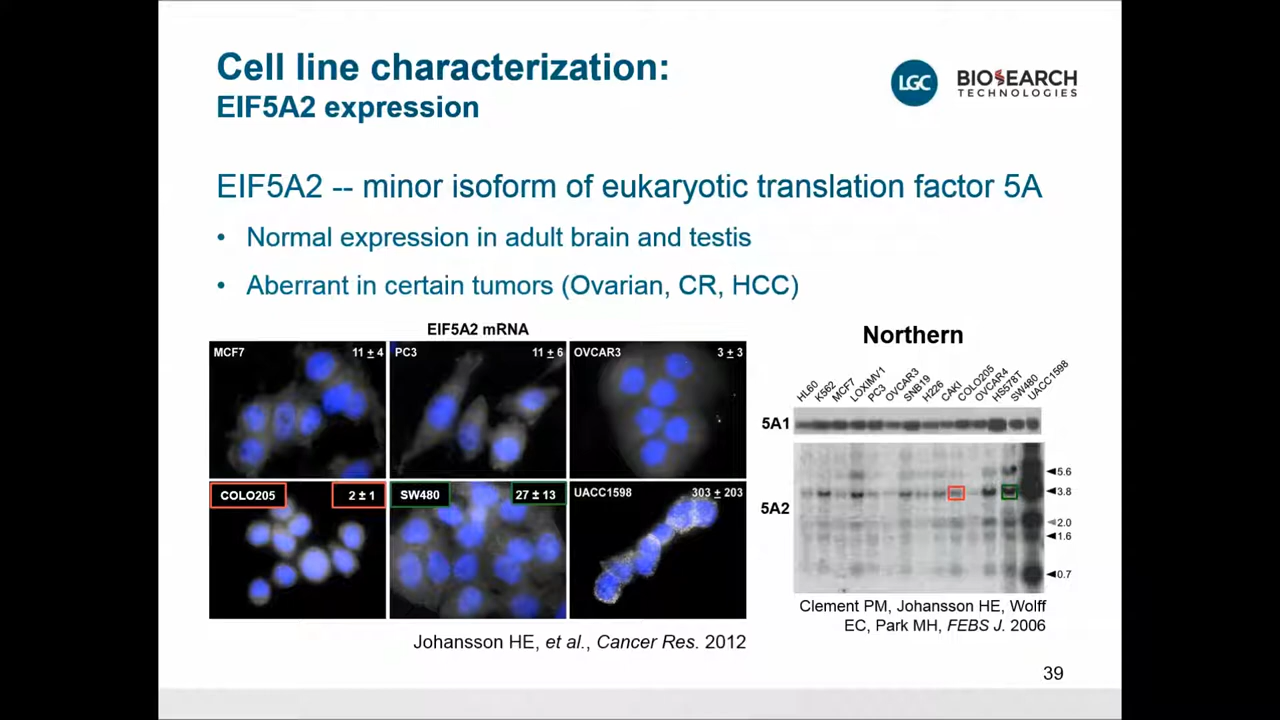 Cell line characterization:
EIF5A2 expression
LGC
BIOSEARCH
TECHNOLOGIES
EIF5A2 -- minor isoform of eukaryotic translation factor 5A
• Normal expression in adult brain and testis
• Aberrant in certain tumors (Ovarian, CR, HCC)
EIF5A2 mRNA
MCF7 11 ± 4
PC3 11 ± 6
OVCAR3 3 ± 3
COLO205 2 ± 1
SW480 27 ± 13
UACC1598 303 ± 203
Johansson HE, et al., Cancer Res. 2012
Northern
HL60 K562 MCF7 LOXIMV1 PC3 OVCAR3 SNB19 H226 CAKI COLO205 OVCAR4 HS578T SW480 UACC1598
5A1
5A2
5.6
3.8
2.0
1.6
0.7
Clement PM, Johansson HE, Wolff
EC, Park MH, FEBS J. 2006
39